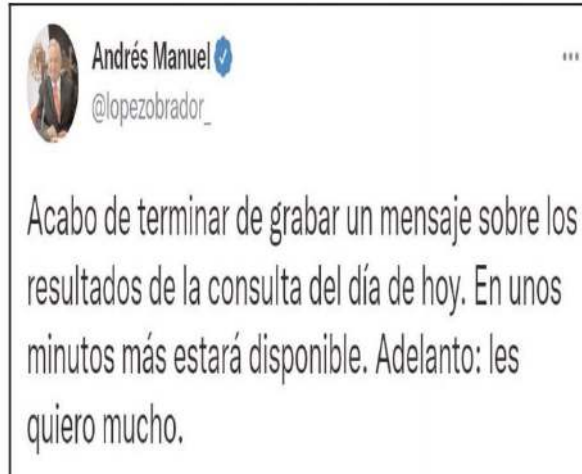 Andrés Manuel
@lopezobrador_
Acabo de terminar de grabar un mensaje sobre los
resultados de la consulta del día de hoy. En unos
minutos más estará disponible. Adelanto: les
quiero mucho.